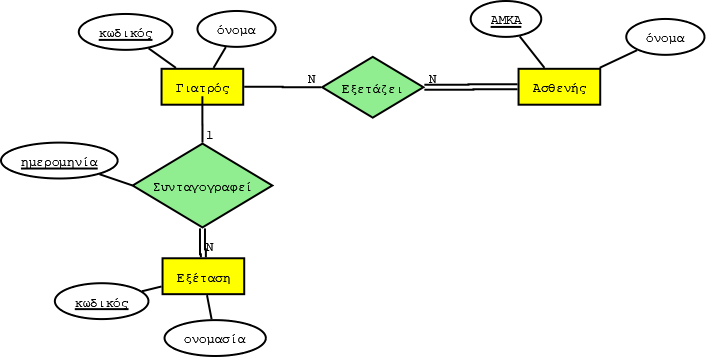 κωδικός
όνομα
ΑΜΚΑ
όνομα
Γιατρός
N
Εξετάζει
N
Ασθενής
1
ημερομηνία
Συνταγογραφεί
N
Εξέταση
κωδικός
ονομασία